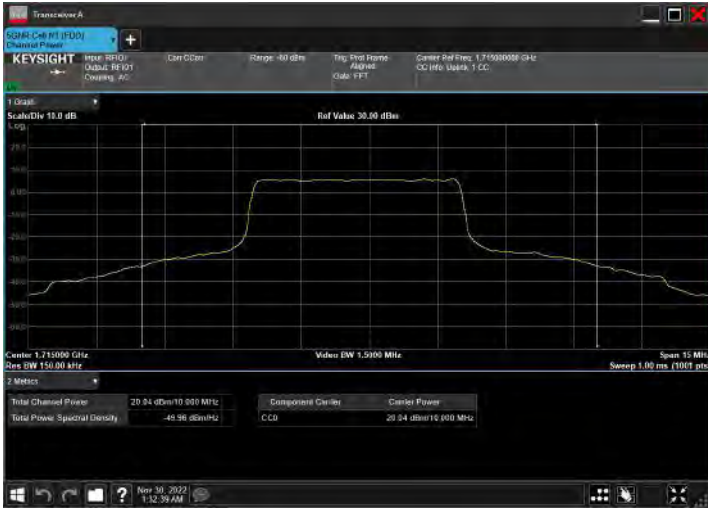 Transceiver A
5GNR-Cell N1 (FDD)
Channel Power
KEYSIGHT
Input: RFIO1
Output: RFIO1
Coupling: AC
Corr CCorr
Range: -60 dBm
Trig: Prot Frame
Aligned
Gate: FFT
Carrier Ref Freq: 1.715000000 GHz
CC Info: Uplink, 1 CC
1 Graph
Scale/Div 10.0 dB
Ref Value 30.00 dBm
Log
Center 1.715000 GHz
Video BW 1.5000 MHz
Span 15 MHz
Res BW 150.00 kHz
Sweep 1.00 ms (1001 pts
2 Metrics
Total Channel Power
20.04 dBm/10.000 MHz
Total Power Spectral Density
-49.96 dBm/Hz
Component Carrier
Carrier Power
CC0
20.04 dBm/10.000 MHz
Nov 30, 2022
1:32:39 AM